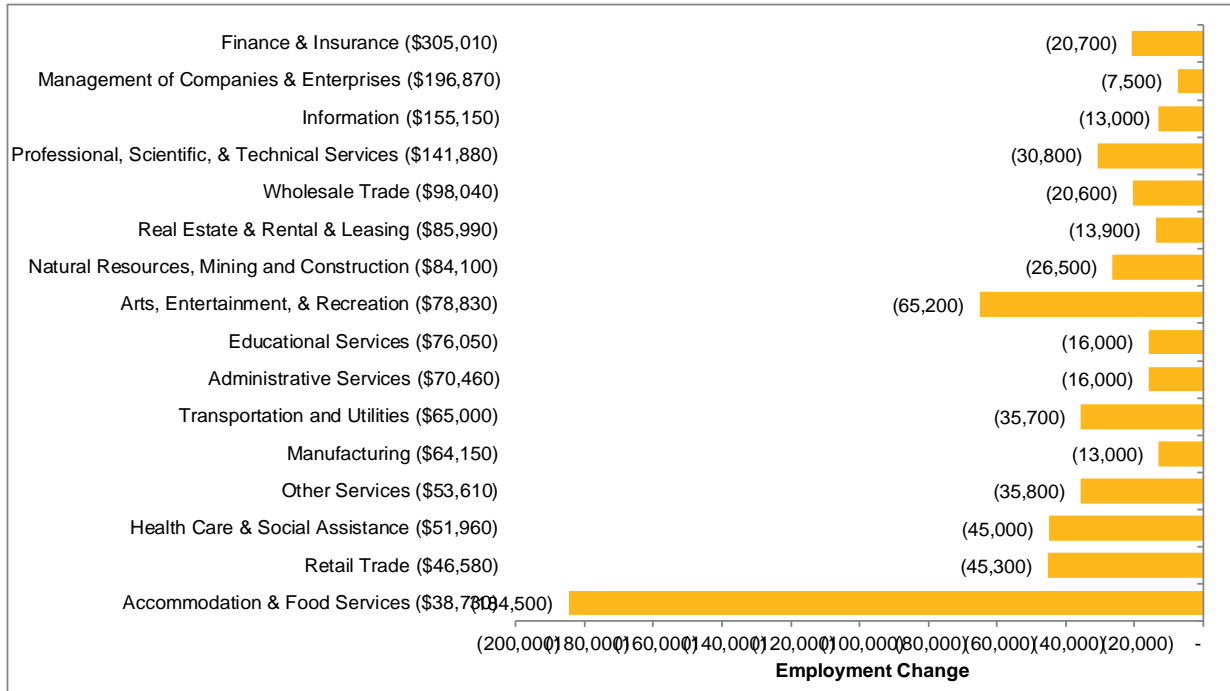 Finance & Insurance ($305,010) (20,700)
Management of Companies & Enterprises ($196,870) (7,500)
Information ($155,150) (13,000)
Professional, Scientific, & Technical Services ($141,880) (30,800)
Wholesale Trade ($98,040) (20,600)
Real Estate & Rental & Leasing ($85,990) (13,900)
Natural Resources, Mining and Construction ($84,100) (26,500)
Arts, Entertainment, & Recreation ($78,830) (65,200)
Educational Services ($76,050) (16,000)
Administrative Services ($70,460) (16,000)
Transportation and Utilities ($65,000) (35,700)
Manufacturing ($64,150) (13,000)
Other Services ($53,610) (35,800)
Health Care & Social Assistance ($51,960) (45,000)
Retail Trade ($46,580) (45,300)
Accommodation & Food Services ($38,730) (184,500)
(200,000) (180,000) (160,000) (140,000) (120,000) (100,000) (80,000) (60,000) (40,000) (20,000) -
Employment Change